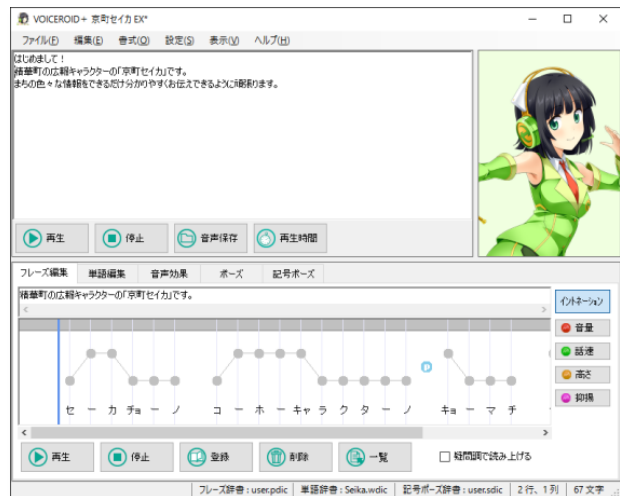 VOICEROID+ 京町セイカ EX*
ファイル(F) 編集(E) 書式(O) 設定(S) 表示(V) ヘルプ(H)
はじめまして！
精華町の広報キャラクターの「京町セイカ」です。
まちの色々な情報をできるだけ分かりやすくお伝えできるように頑張ります。
再生 停止 音声保存 再生時間
フレーズ編集 単語編集 音声効果 ポーズ 記号ポーズ
精華町の広報キャラクターの「京町セイカ」です。
イントネーション
音量
話速
高さ
抑揚
P
セ ー カ チョ ー ノ コ ー ホ ー キャ ラ ク タ ー ノ キョ ー マ チ
再生 停止 登録 削除 一覧 疑問調で読み上げる
フレーズ辞書 : user.pdic 単語辞書 : Seika.wdic 記号ポーズ辞書 : user.sdic 2 行、1 列 67 文字